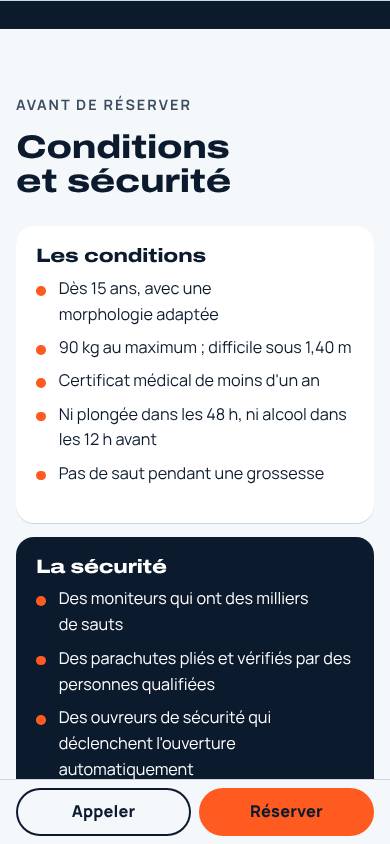 AVANT DE RÉSERVER
Conditions
et sécurité
Les conditions
Dès 15 ans, avec une
morphologie adaptée
90 kg au maximum ; difficile sous 1,40 m
Certificat médical de moins d'un an
Ni plongée dans les 48 h, ni alcool dans
les 12 h avant
Pas de saut pendant une grossesse
La sécurité
Des moniteurs qui ont des milliers
de sauts
Des parachutes pliés et vérifiés par des
personnes qualifiées
Des ouvreurs de sécurité qui
déclenchent l'ouverture
automatiquement
Appeler
Réserver